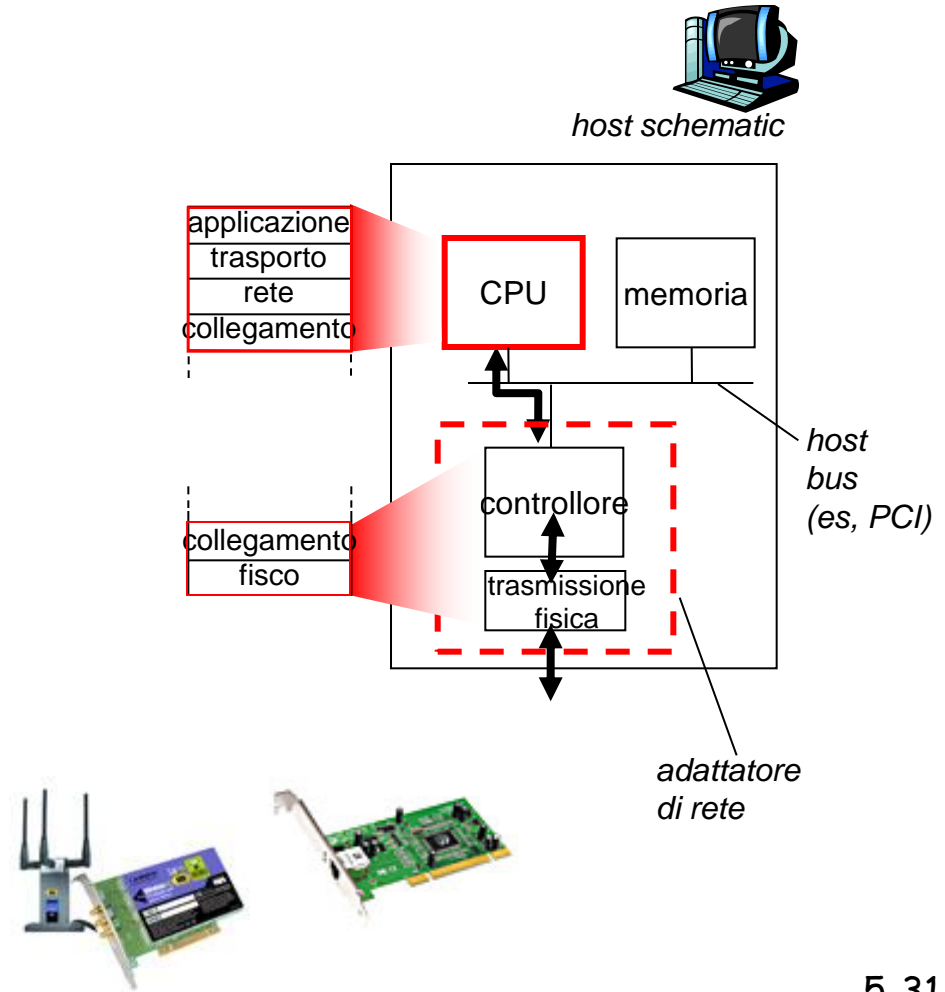 host schematic
applicazione
trasporto
rete
collegamento
CPU
memoria
host
bus
(es, PCI)
controllore
collegamento
fisco
trasmissione
fisica
adattatore
di rete
5-31